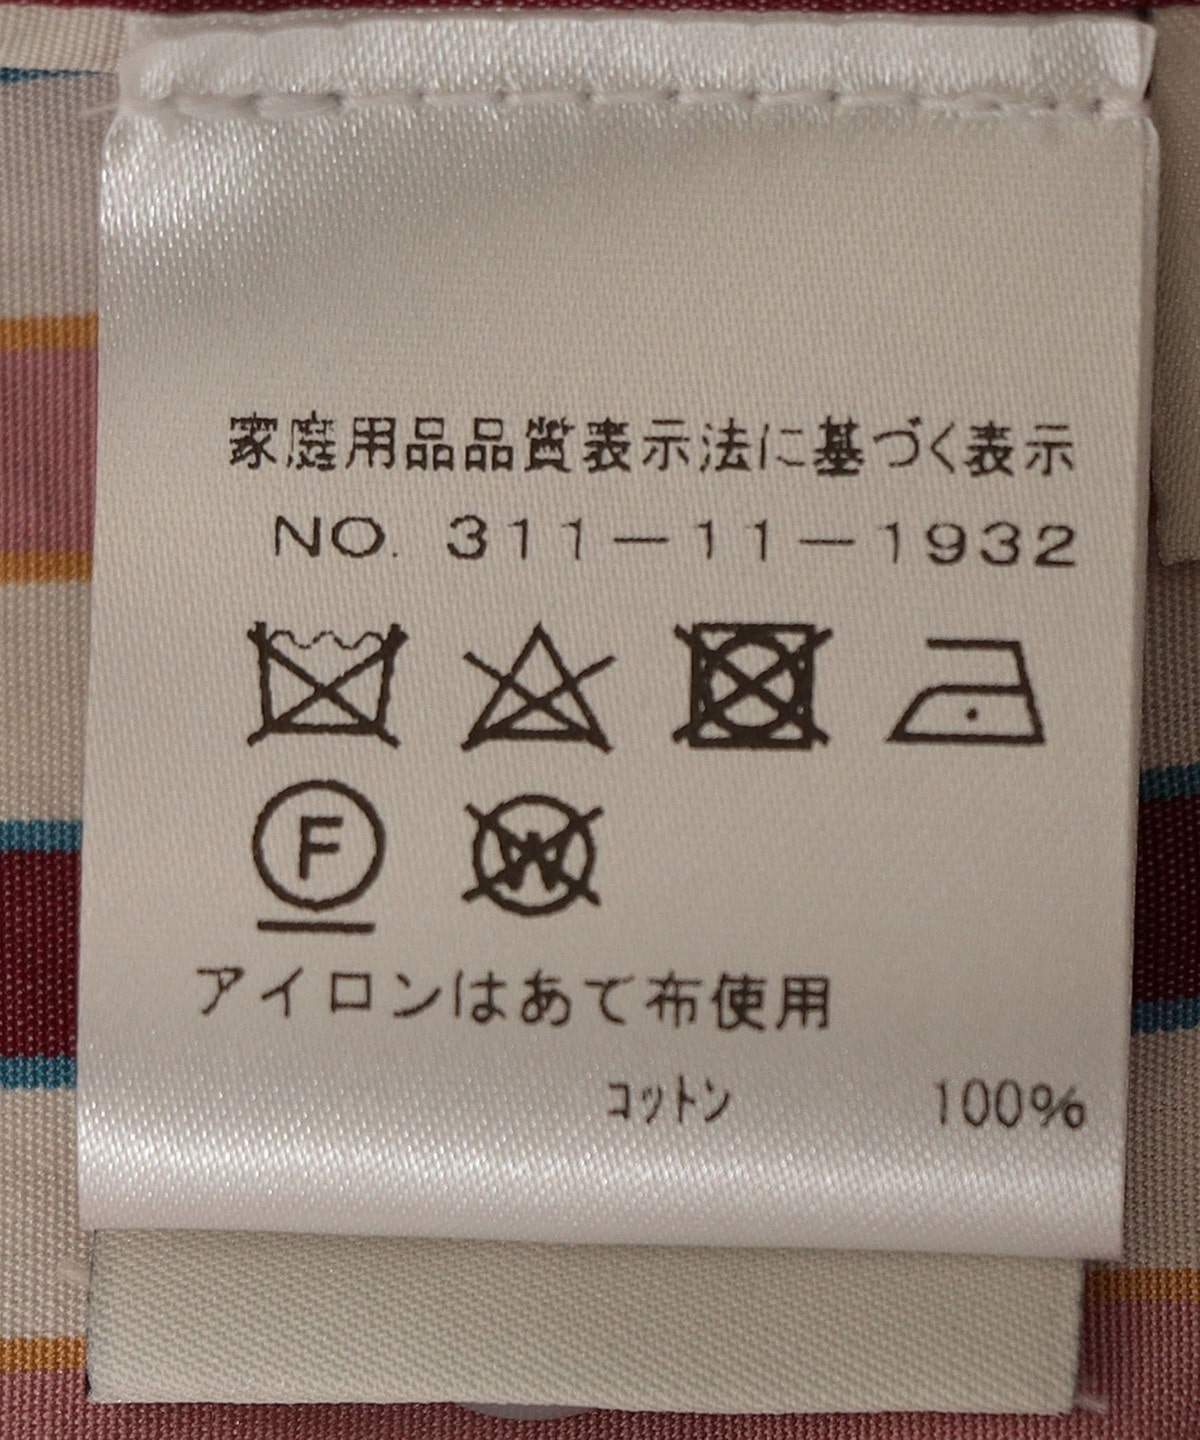 家庭用品品質表示法に基づく表示
NO. 311-11-1932
F W
アイロンはあて布使用
コットン 100%